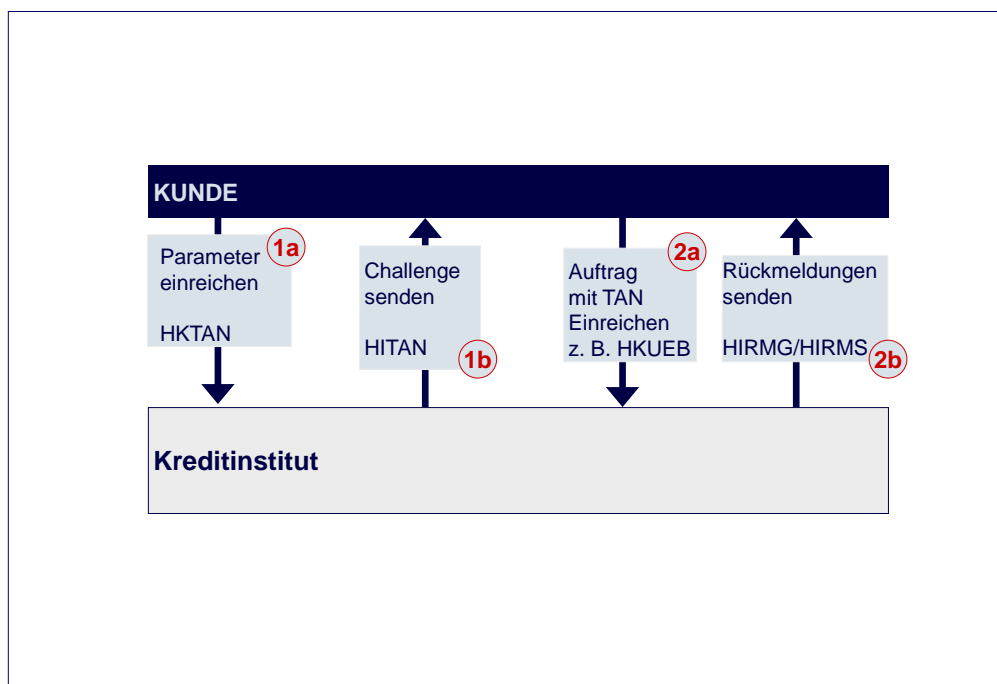 KUNDE
Parameter
einreichen
HKTAN
1a
Challenge
senden
HITAN
1b
Auftrag
mit TAN
Einreichen
z. B. HKUEB
2a
Rückmeldungen
senden
HIRMG/HIRMS
2b
Kreditinstitut